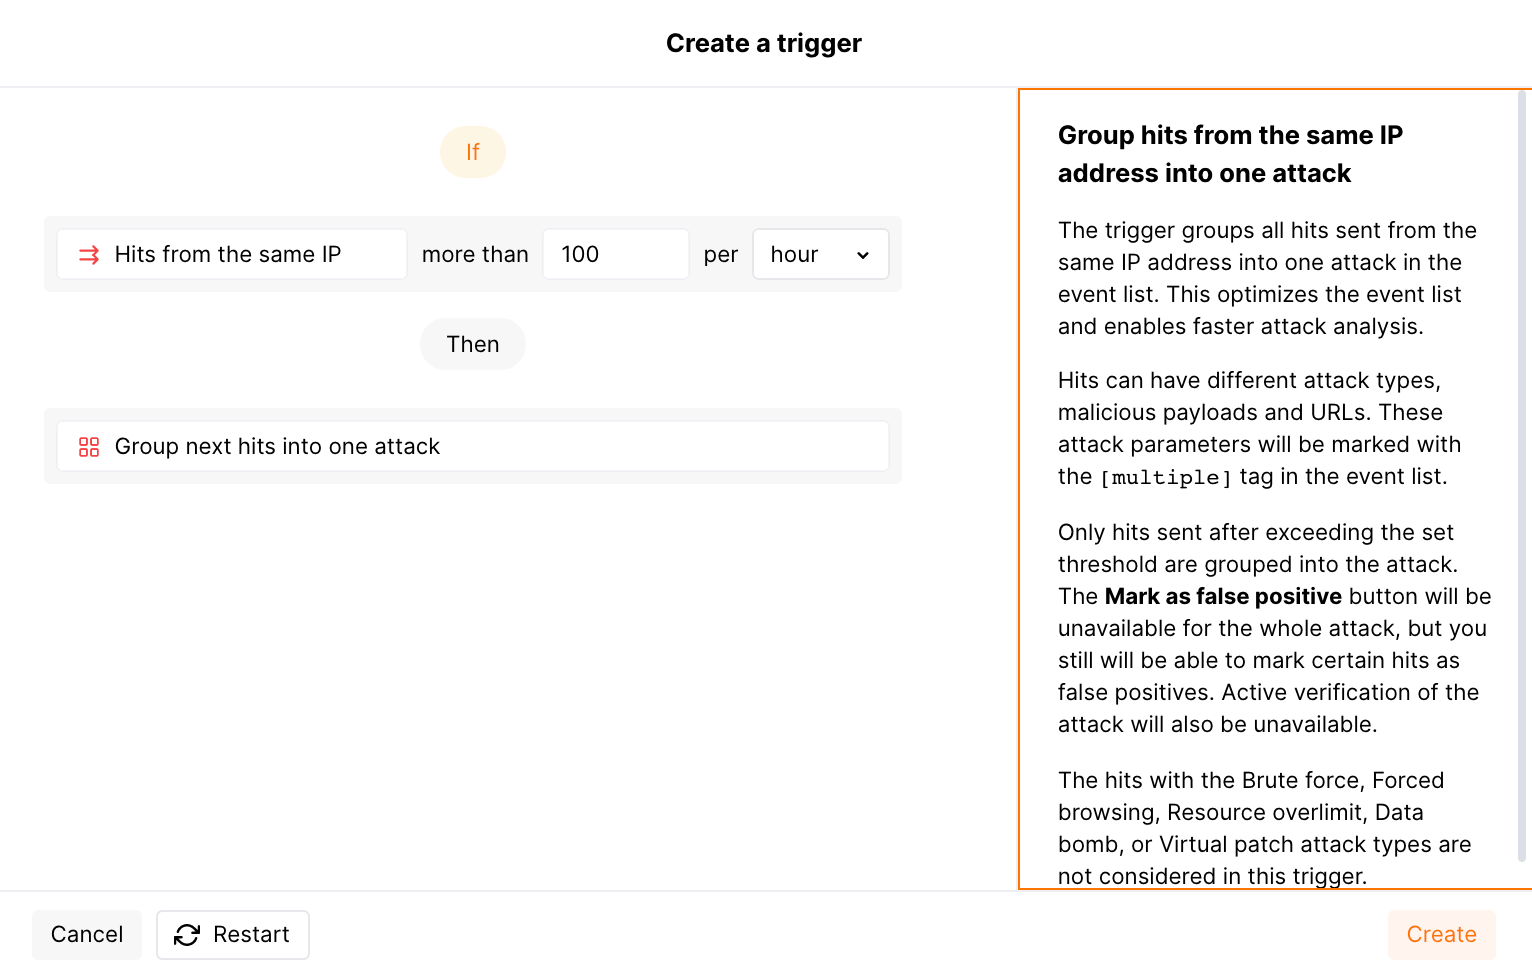 Create a trigger
If
Hits from the same IP more than 100 per hour
Then
Group next hits into one attack
Group hits from the same IP
address into one attack
The trigger groups all hits sent from the
same IP address into one attack in the
event list. This optimizes the event list
and enables faster attack analysis.
Hits can have different attack types,
malicious payloads and URLs. These
attack parameters will be marked with
the [multiple] tag in the event list.
Only hits sent after exceeding the set
threshold are grouped into the attack.
The Mark as false positive button will be
unavailable for the whole attack, but you
still will be able to mark certain hits as
false positives. Active verification of the
attack will also be unavailable.
The hits with the Brute force, Forced
browsing, Resource overlimit, Data
bomb, or Virtual patch attack types are
not considered in this trigger.
Cancel Restart Create